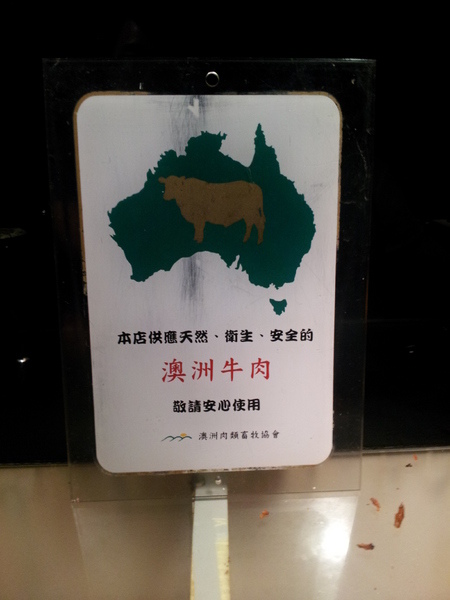 本店供應天然、衛生、安全的
澳洲牛肉
敬請安心使用
澳洲肉類畜牧協會